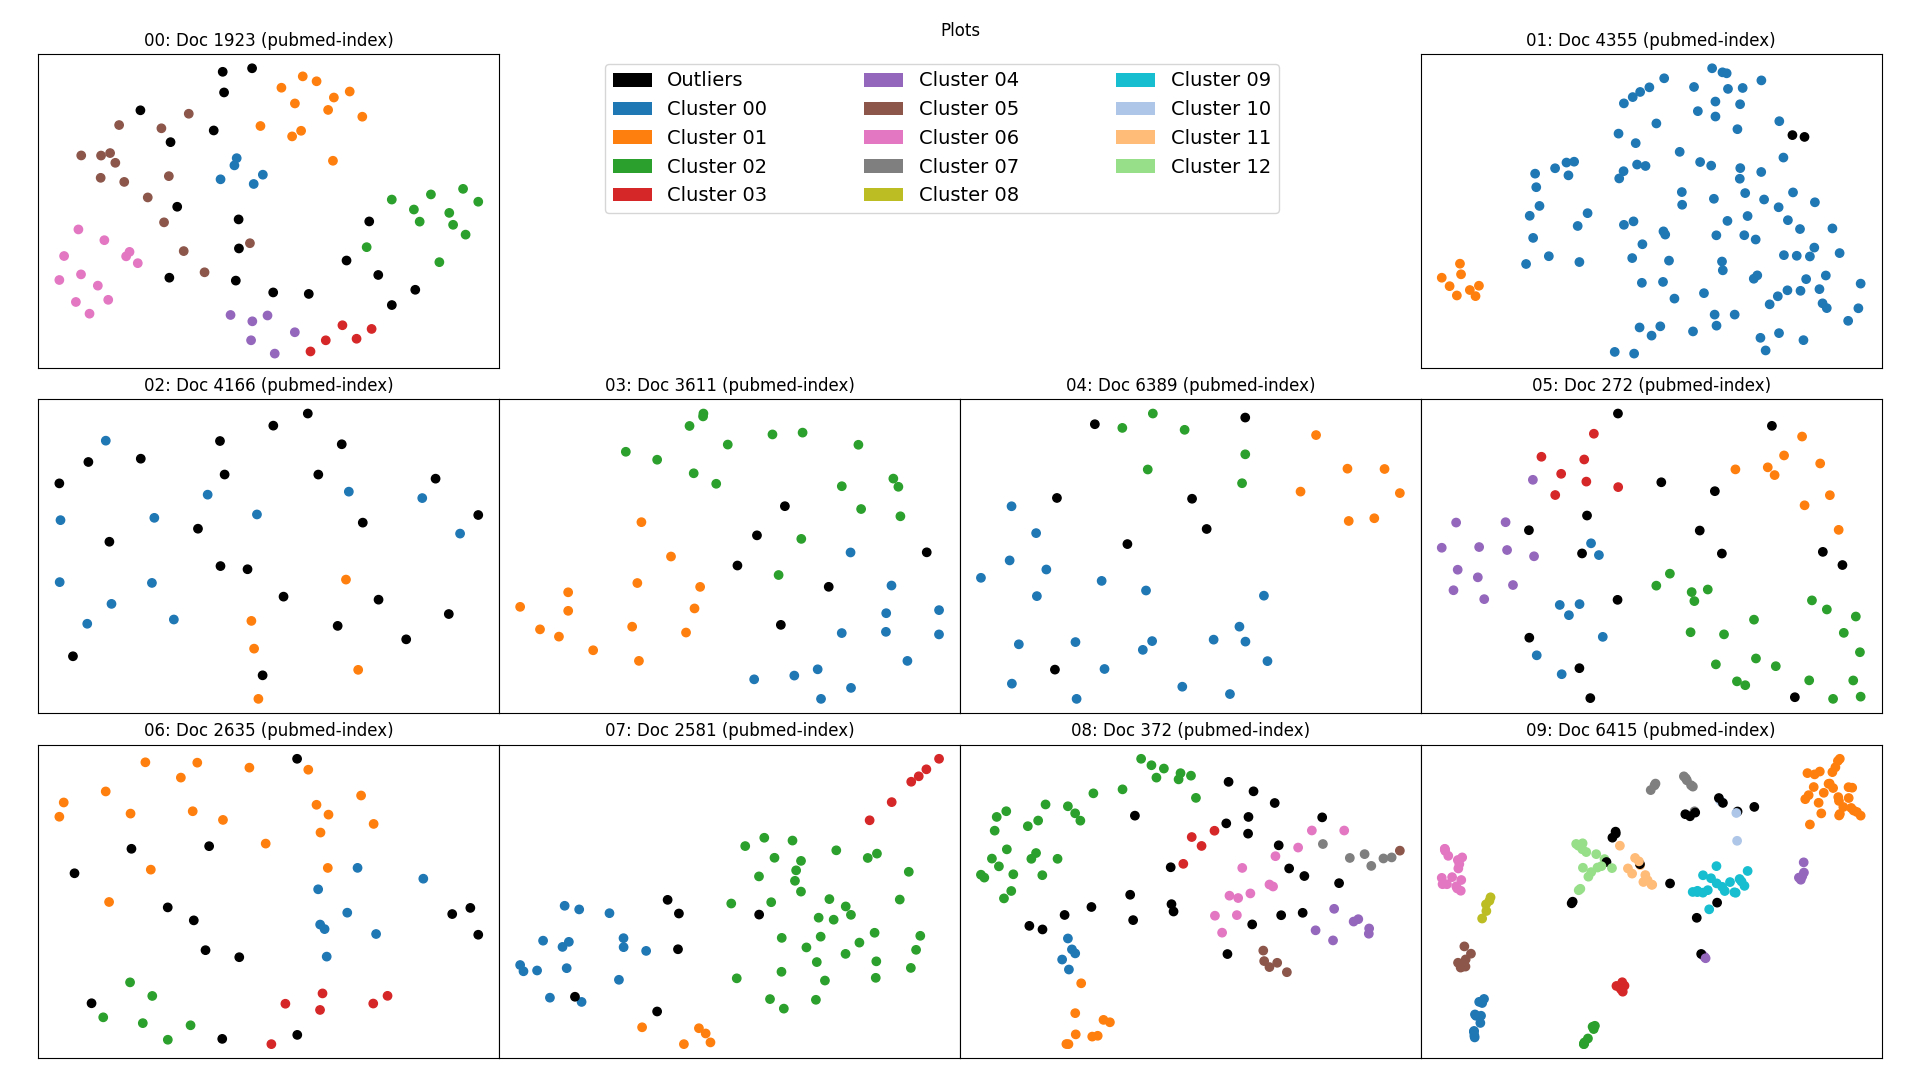 Plots
00: Doc 1923 (pubmed-index)
Outliers
Cluster 00
Cluster 01
Cluster 02
Cluster 03
Cluster 04
Cluster 05
Cluster 06
Cluster 07
Cluster 08
Cluster 09
Cluster 10
Cluster 11
Cluster 12
01: Doc 4355 (pubmed-index)
02: Doc 4166 (pubmed-index)
03: Doc 3611 (pubmed-index)
04: Doc 6389 (pubmed-index)
05: Doc 272 (pubmed-index)
06: Doc 2635 (pubmed-index)
07: Doc 2581 (pubmed-index)
08: Doc 372 (pubmed-index)
09: Doc 6415 (pubmed-index)